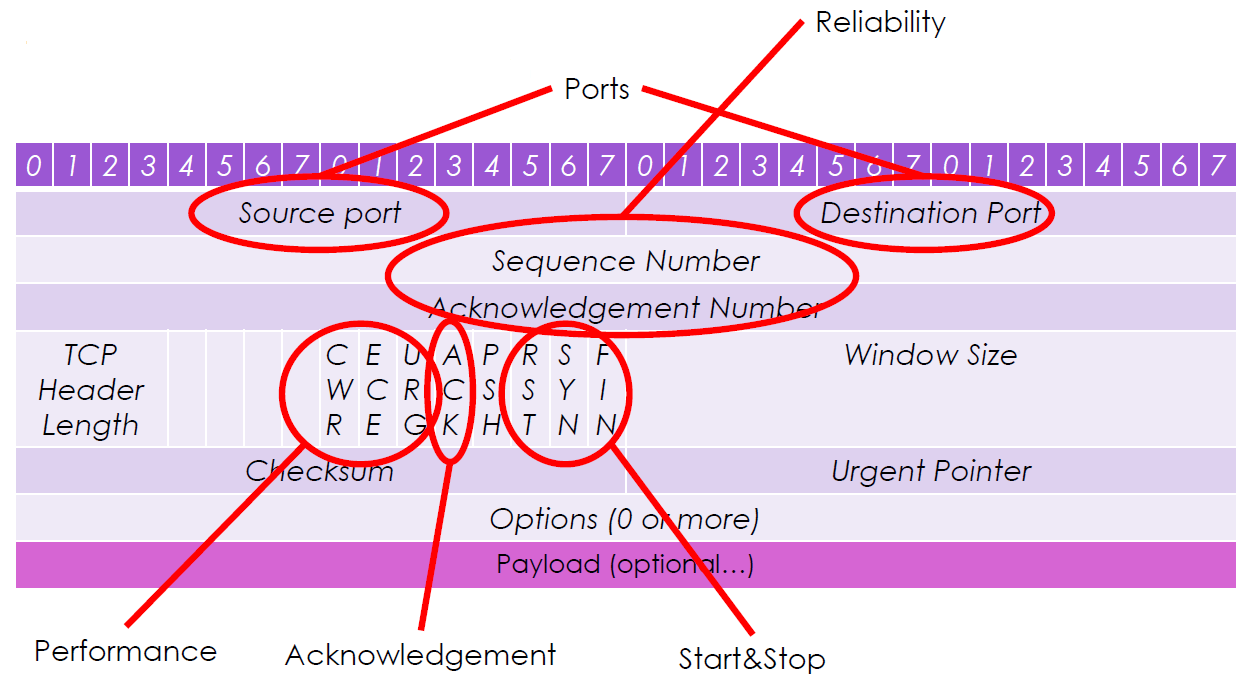 Reliability
Ports
0 1 2 3 4 5 6 7 0 1 2 3 4 5 6 7 0 1 2 3 4 5 6 7 0 1 2 3 4 5 6 7
Source port Destination Port
Sequence Number
Acknowledgement Number
TCP Header Length
CWR ECE URG ACK PSH RST SYN FIN
Window Size
Checksum Urgent Pointer
Options (0 or more)
Payload (optional…)
Performance Acknowledgement Start&Stop